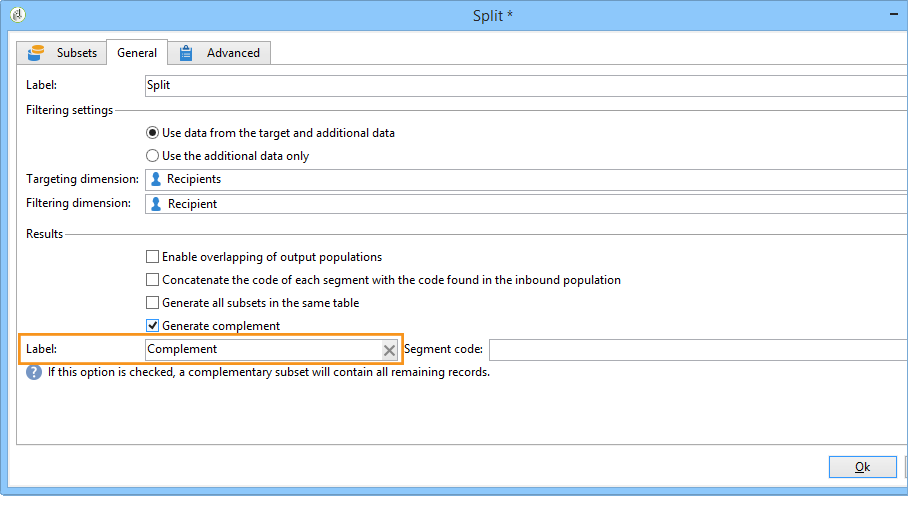 Split *
Subsets General Advanced
Label: Split
Filtering settings
Use data from the target and additional data
Use the additional data only
Targeting dimension: Recipients
Filtering dimension: Recipient
Results
Enable overlapping of output populations
Concatenate the code of each segment with the code found in the inbound population
Generate all subsets in the same table
Generate complement
Label: Complement Segment code:
If this option is checked, a complementary subset will contain all remaining records.
Ok